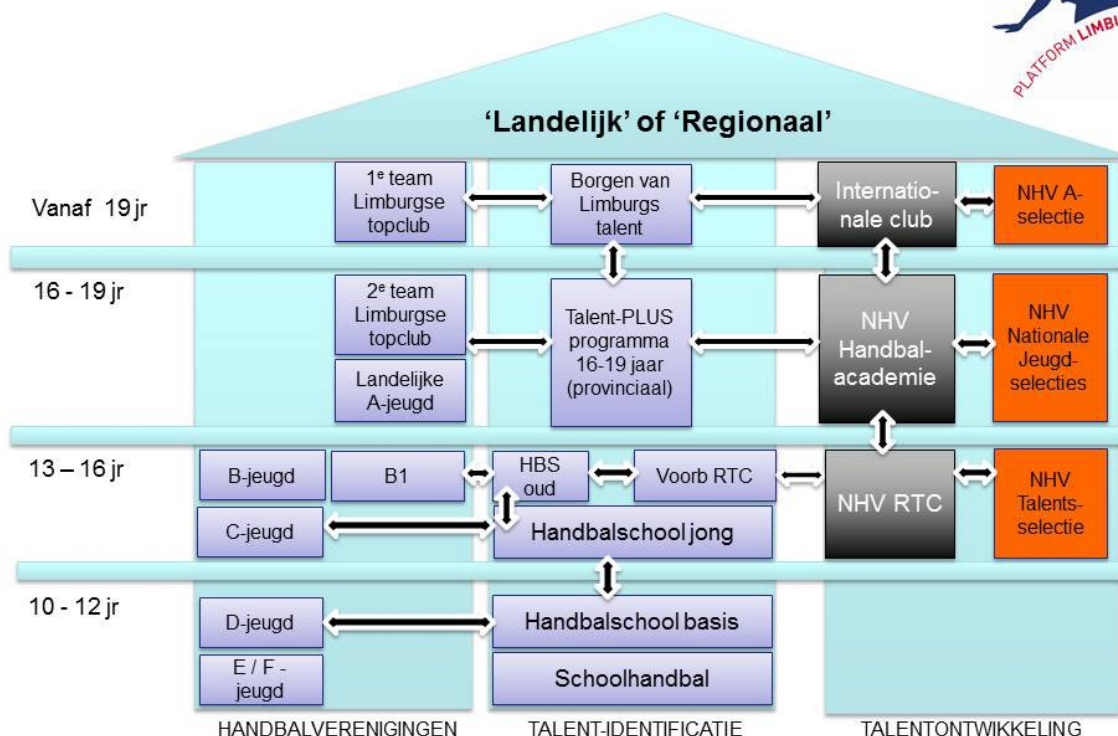 PLATFORM LIMBU
'Landelijk' of 'Regionaal'
Vanaf 19 jr
1e team
Limburgse
topclub
Borgen van
Limburgs
talent
Internatio-
nale club
NHV A-
selectie
16 - 19 jr
2e team
Limburgse
topclub
Landelijke
A-jeugd
Talent-PLUS
programma
16-19 jaar
(provinciaal)
NHV
Handbal-
academie
NHV
Nationale
Jeugd-
selecties
13 – 16 jr
B-jeugd
B1
HBS
oud
Voorb RTC
NHV RTC
NHV
Talents-
selectie
C-jeugd
Handbalschool jong
10 - 12 jr
D-jeugd
Handbalschool basis
E / F -
jeugd
Schoolhandbal
HANDBALVERENIGINGEN
TALENT-IDENTIFICATIE
TALENTONTWIKKELING